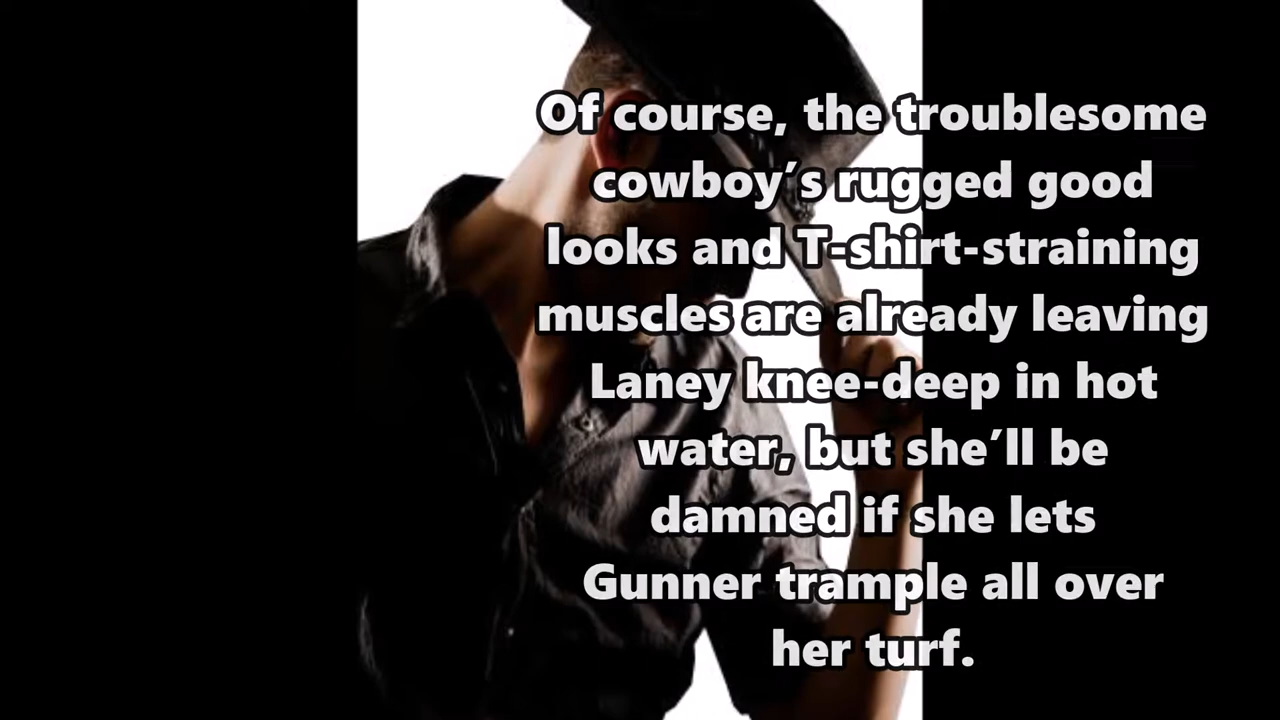 Of course, the troublesome
cowboy’s rugged good
looks and T-shirt-straining
muscles are already leaving
Laney knee-deep in hot
water, but she’ll be
damned if she lets
Gunner trample all over
her turf.